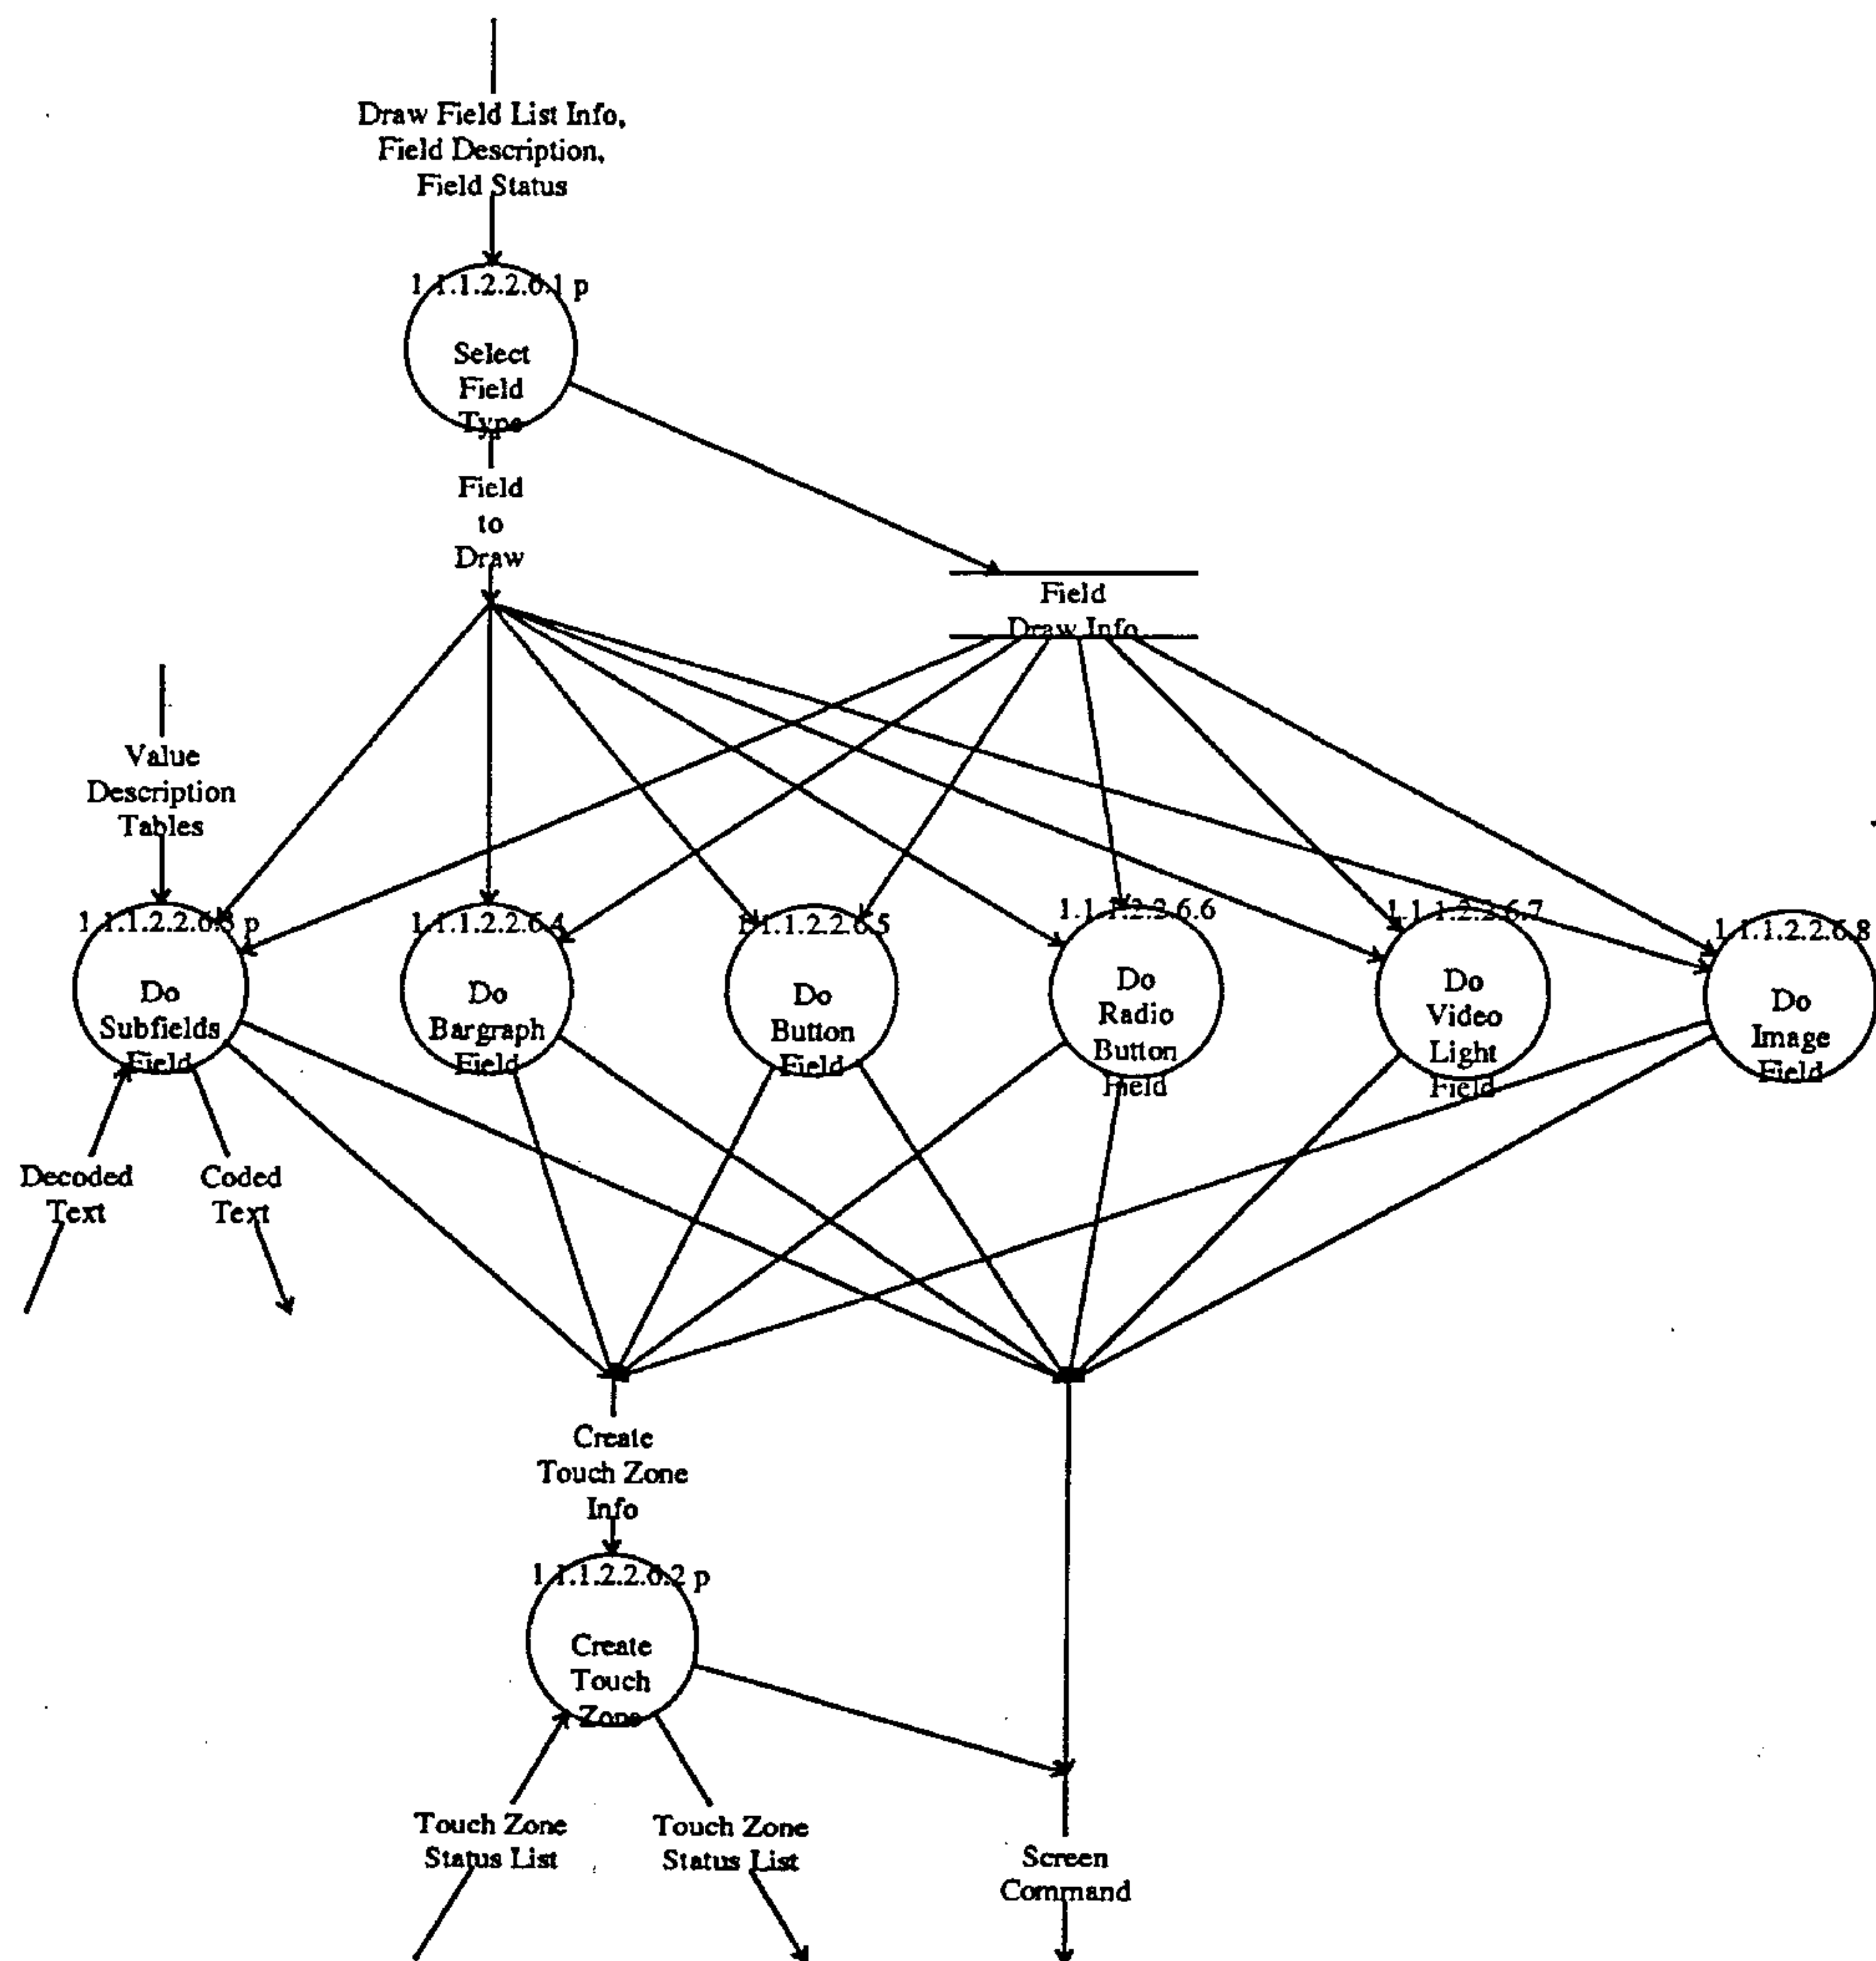 Draw Field List Info,
Field Description,
Field Status
1.1.1.2.2.6.1 p
Select
Field
Type
Field
to
Draw
Field
Draw Info
Value
Description
Tables
1.1.1.2.2.6.3 p
Do
Subfields
Field
1.1.1.2.2.6.4
Do
Bargraph
Field
1.1.1.2.2.6.5
Do
Button
Field
1.1.1.2.2.6.6
Do
Radio
Button
Field
1.1.1.2.2.6.7
Do
Video
Light
Field
1.1.1.2.2.6.8
Do
Image
Field
Decoded
Text
Coded
Text
Create
Touch Zone
Info
1.1.1.2.2.6.2 p
Create
Touch
Zone
Touch Zone
Status List
Touch Zone
Status List
Screen
Command